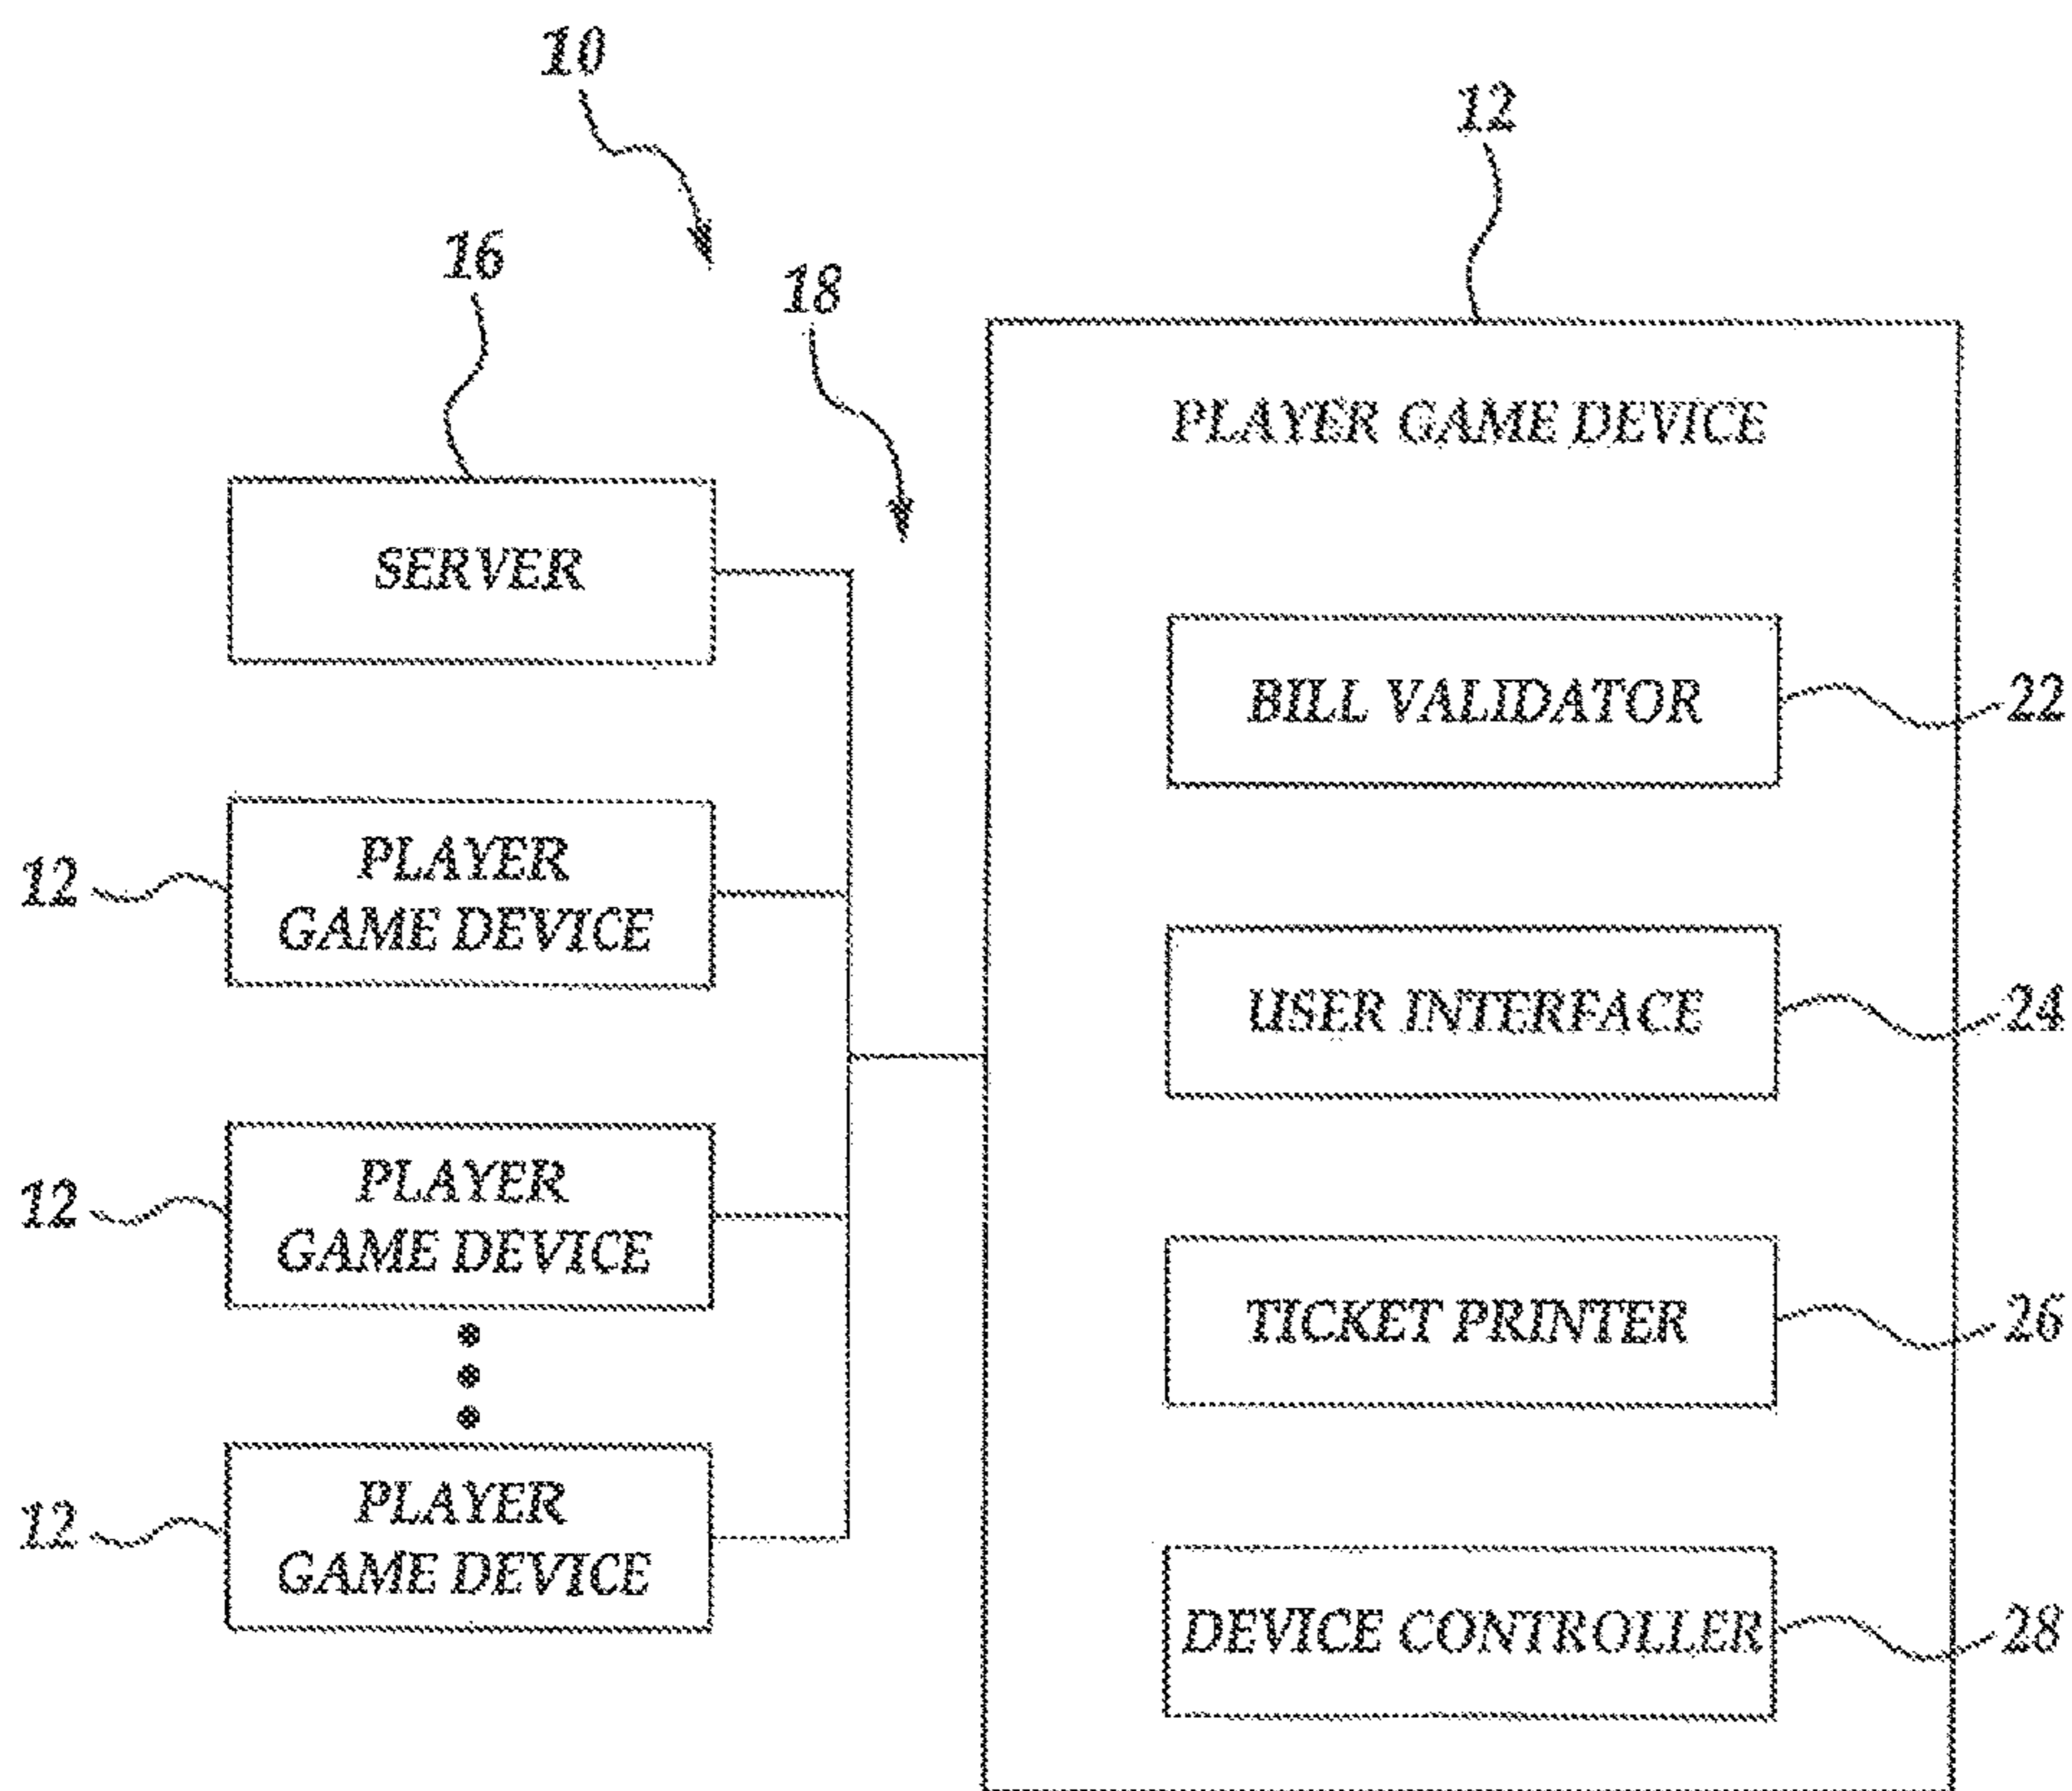 10
12
16
18
PLAYER GAME DEVICE
SERVER
BILL VALIDATOR
22
12
PLAYER
GAME DEVICE
USER INTERFACE
24
12
PLAYER
GAME DEVICE
TICKET PRINTER
26
12
PLAYER
GAME DEVICE
DEVICE CONTROLLER
28